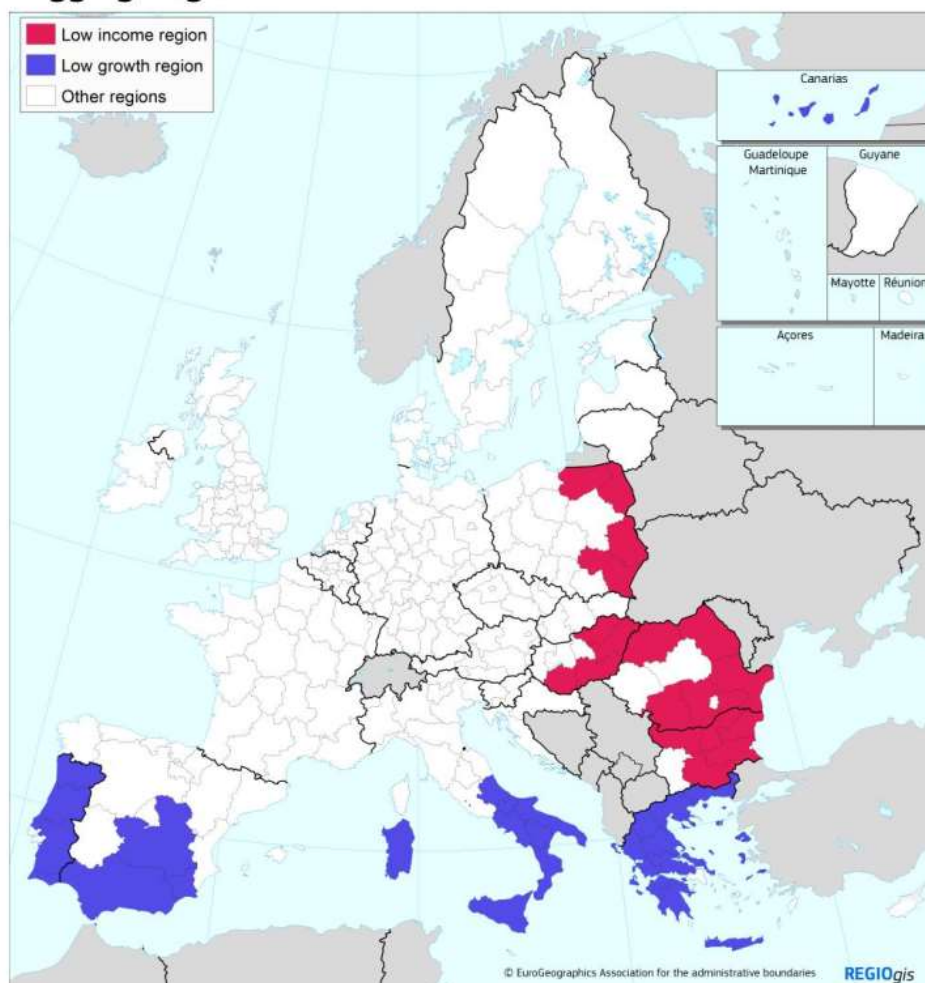 Low income region
Low growth region
Other regions
Canarias
Guadeloupe
Martinique
Guyane
Mayotte
Réunion
Açores
Madeira
© EuroGeographics Association for the administrative boundaries
REGIOgis